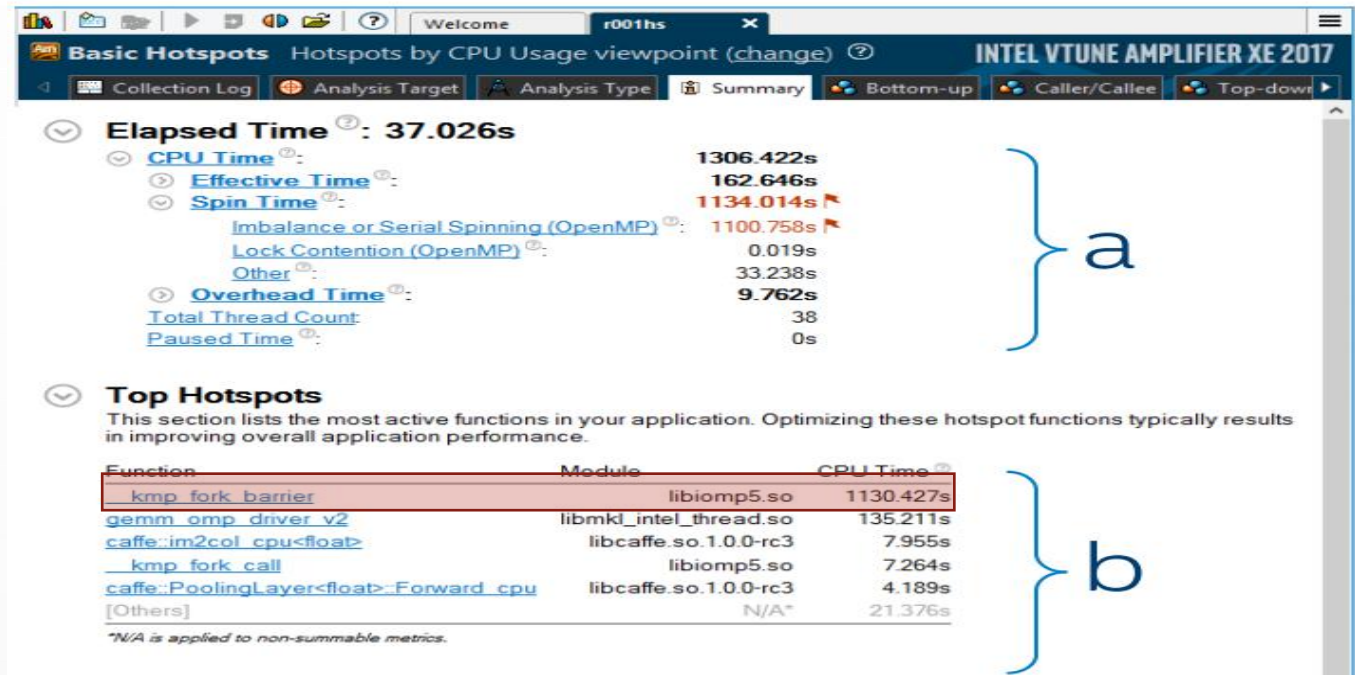 Welcome r001hs
Am Basic Hotspots Hotspots by CPU Usage viewpoint (change) ? INTEL VTUNE AMPLIFIER XE 2017
Collection Log Analysis Target Analysis Type Summary Bottom-up Caller/Callee Top-down
Elapsed Time ?: 37.026s
CPU Time ?: 1306.422s
Effective Time ?: 162.646s
Spin Time ?: 1134.014s
Imbalance or Serial Spinning (OpenMP) ?: 1100.758s
Lock Contention (OpenMP) ?: 0.019s
Other ?: 33.238s
Overhead Time ?: 9.762s
Total Thread Count: 38
Paused Time ?: 0s
a
Top Hotspots
This section lists the most active functions in your application. Optimizing these hotspot functions typically results
in improving overall application performance.
Function Module CPU Time ?
__kmp_fork_barrier libiomp5.so 1130.427s
gemm_omp_driver_v2 libmkl_intel_thread.so 135.211s
caffe::im2col_cpu<float> libcaffe.so.1.0.0-rc3 7.955s
__kmp_fork_call libiomp5.so 7.264s
caffe::PoolingLayer<float>::Forward_cpu libcaffe.so.1.0.0-rc3 4.189s
[Others] N/A* 21.376s
*N/A is applied to non-summable metrics.
b